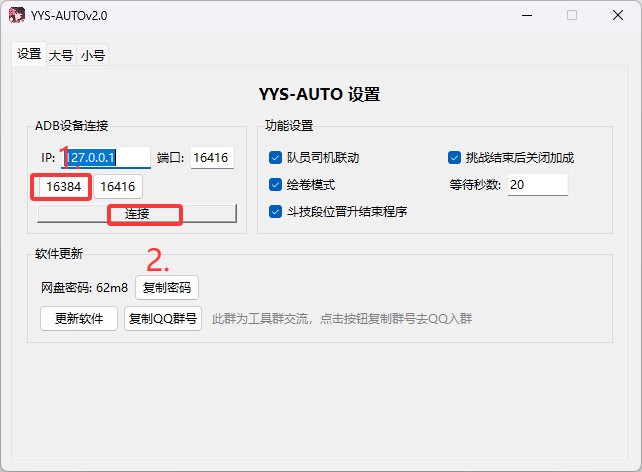 YYS-AUTOv2.0
设置 大号 小号
YYS-AUTO 设置
ADB设备连接
1.
IP: 127.0.0.1 端口: 16416
16384 16416
连接
功能设置
队员司机联动 挑战结束后关闭加成
绘卷模式 等待秒数: 20
斗技段位晋升结束程序
软件更新
2.
网盘密码: 62m8 复制密码
更新软件 复制QQ群号 此群为工具群交流，点击按钮复制群号去QQ入群